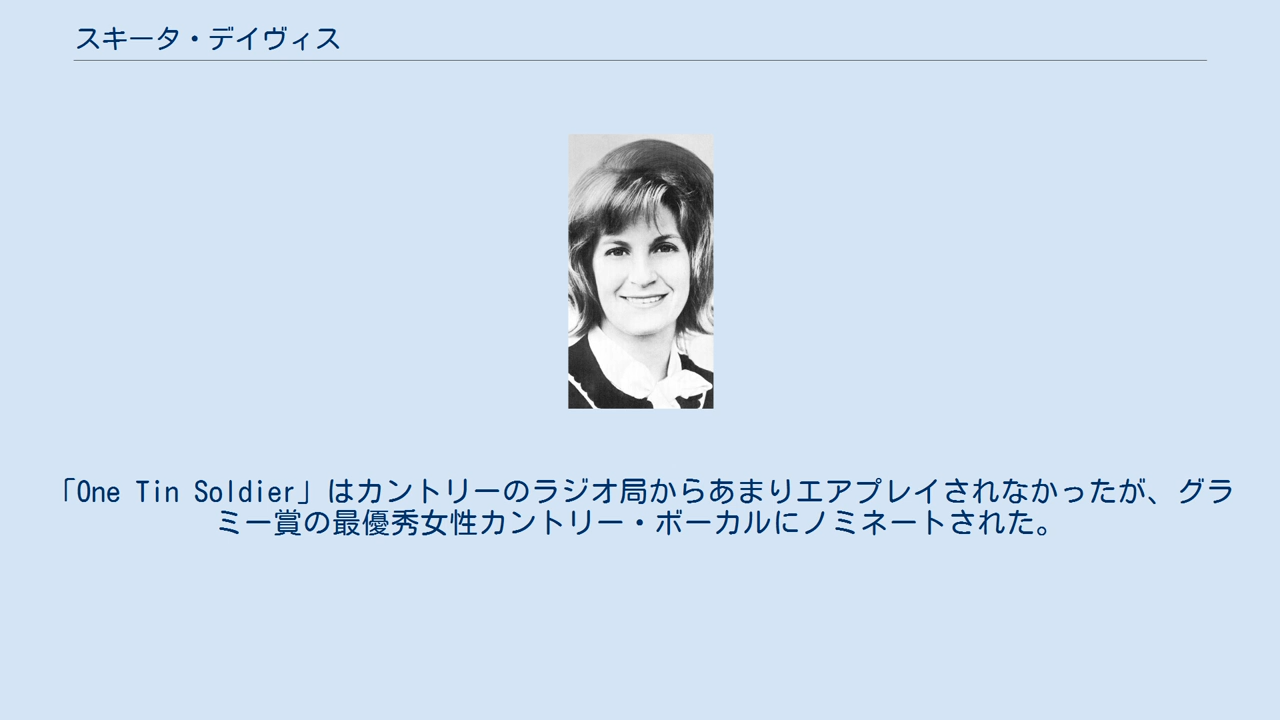 スキータ・デイヴィス
「One Tin Soldier」はカントリーのラジオ局からあまりエアプレイされなかったが、グラ
ミー賞の最優秀女性カントリー・ボーカルにノミネートされた。